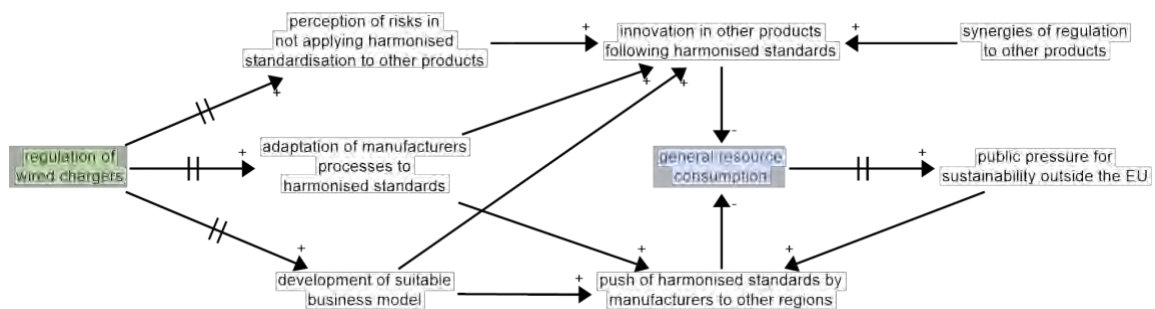 perception of risks in
not applying harmonised
standardisation to other products
+
innovation in other products
following harmonised standards
+
synergies of regulation
to other products
+
+
+
regulation of
wired chargers
+
adaptation of manufacturers
processes to
harmonised standards
-
general resource
consumption
+
public pressure for
sustainability outside the EU
-
+
development of suitable
business model
+
+
+
push of harmonised standards by
manufacturers to other regions